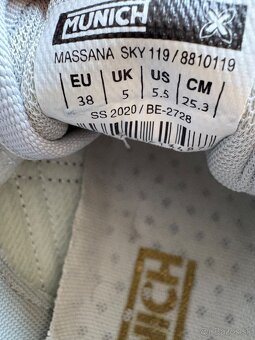 MUNICH
MASSANA SKY 119/8810119
EU UK US CM
38 5 5.5 25.3
SS 2020/BE-2728
MUNICH